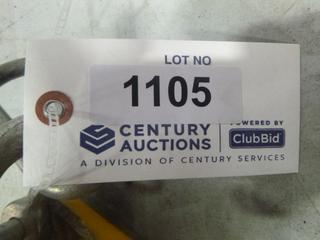 LOT NO
1105
CENTURY
AUCTIONS
POWERED BY
ClubBid
A DIVISION OF CENTURY SERVICES